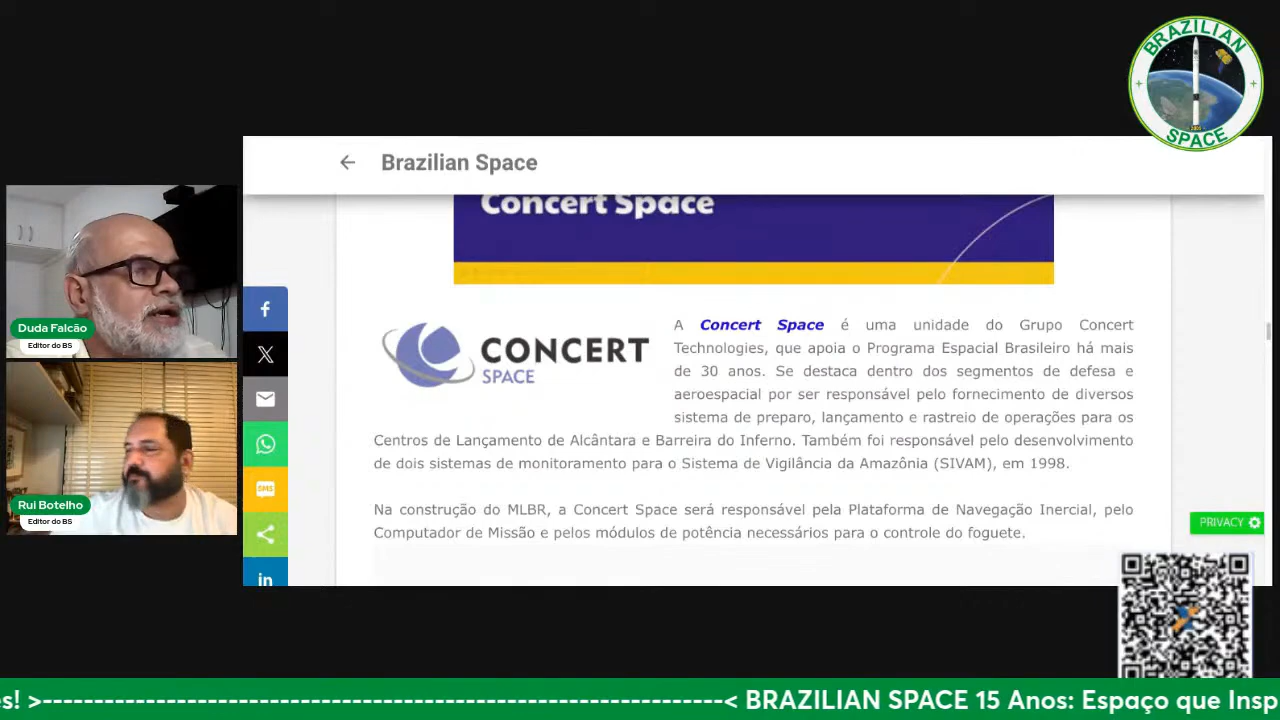 BRAZILIAN
SPACE
Brazilian Space
Concert Space
CONCERT
SPACE
A Concert Space é uma unidade do Grupo Concert
Technologies, que apoia o Programa Espacial Brasileiro há mais
de 30 anos. Se destaca dentro dos segmentos de defesa e
aeroespacial por ser responsável pelo fornecimento de diversos
sistema de preparo, lançamento e rastreio de operações para os
Centros de Lançamento de Alcântara e Barreira do Inferno. Também foi responsável pelo desenvolvimento
de dois sistemas de monitoramento para o Sistema de Vigilância da Amazônia (SIVAM), em 1998.
Na construção do MLBR, a Concert Space será responsável pela Plataforma de Navegação Inercial, pelo
Computador de Missão e pelos módulos de potência necessários para o controle do foguete.
Duda Falcão
Editor do BS
Rui Botelho
Editor do BS
SMS
in
PRIVACY
s! >------------------------------------------------------------------< BRAZILIAN SPACE 15 Anos: Espaço que Insp